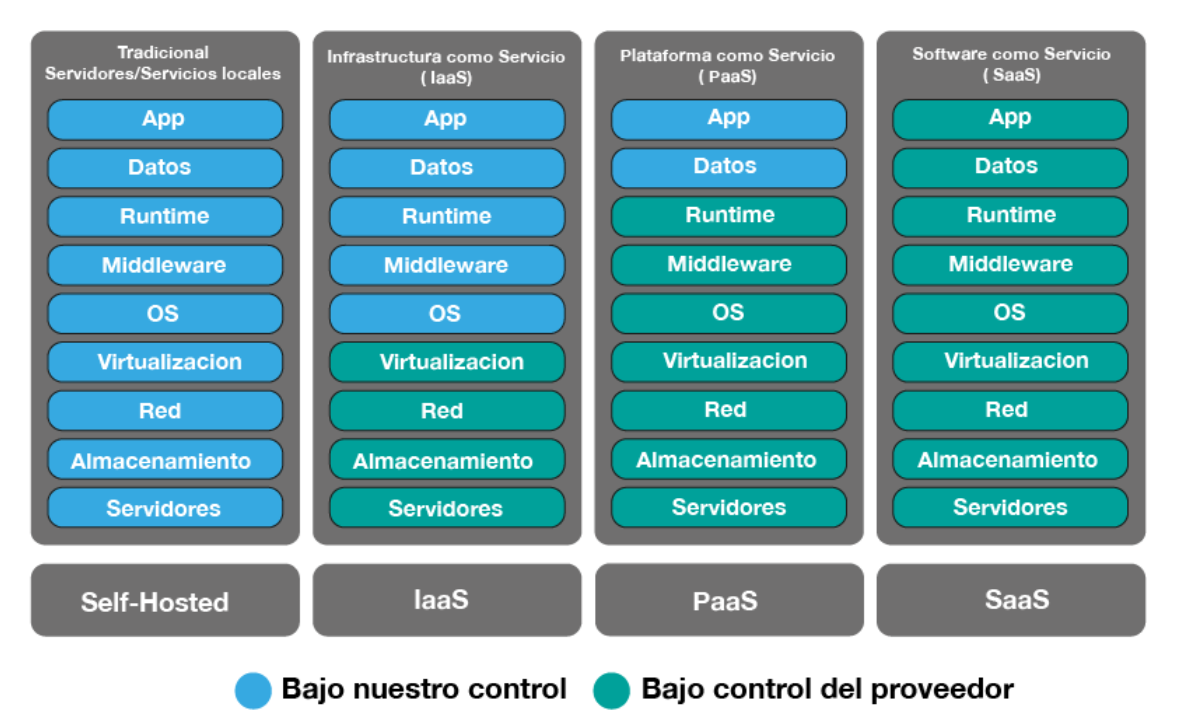 Tradicional
Servidores/Servicios locales
App
Datos
Runtime
Middleware
OS
Virtualizacion
Red
Almacenamiento
Servidores
Self-Hosted
Infrastructura como Servicio
( IaaS)
App
Datos
Runtime
Middleware
OS
Virtualizacion
Red
Almacenamiento
Servidores
IaaS
Plataforma como Servicio
( PaaS)
App
Datos
Runtime
Middleware
OS
Virtualizacion
Red
Almacenamiento
Servidores
PaaS
Software como Servicio
( SaaS)
App
Datos
Runtime
Middleware
OS
Virtualizacion
Red
Almacenamiento
Servidores
SaaS
Bajo nuestro control
Bajo control del proveedor